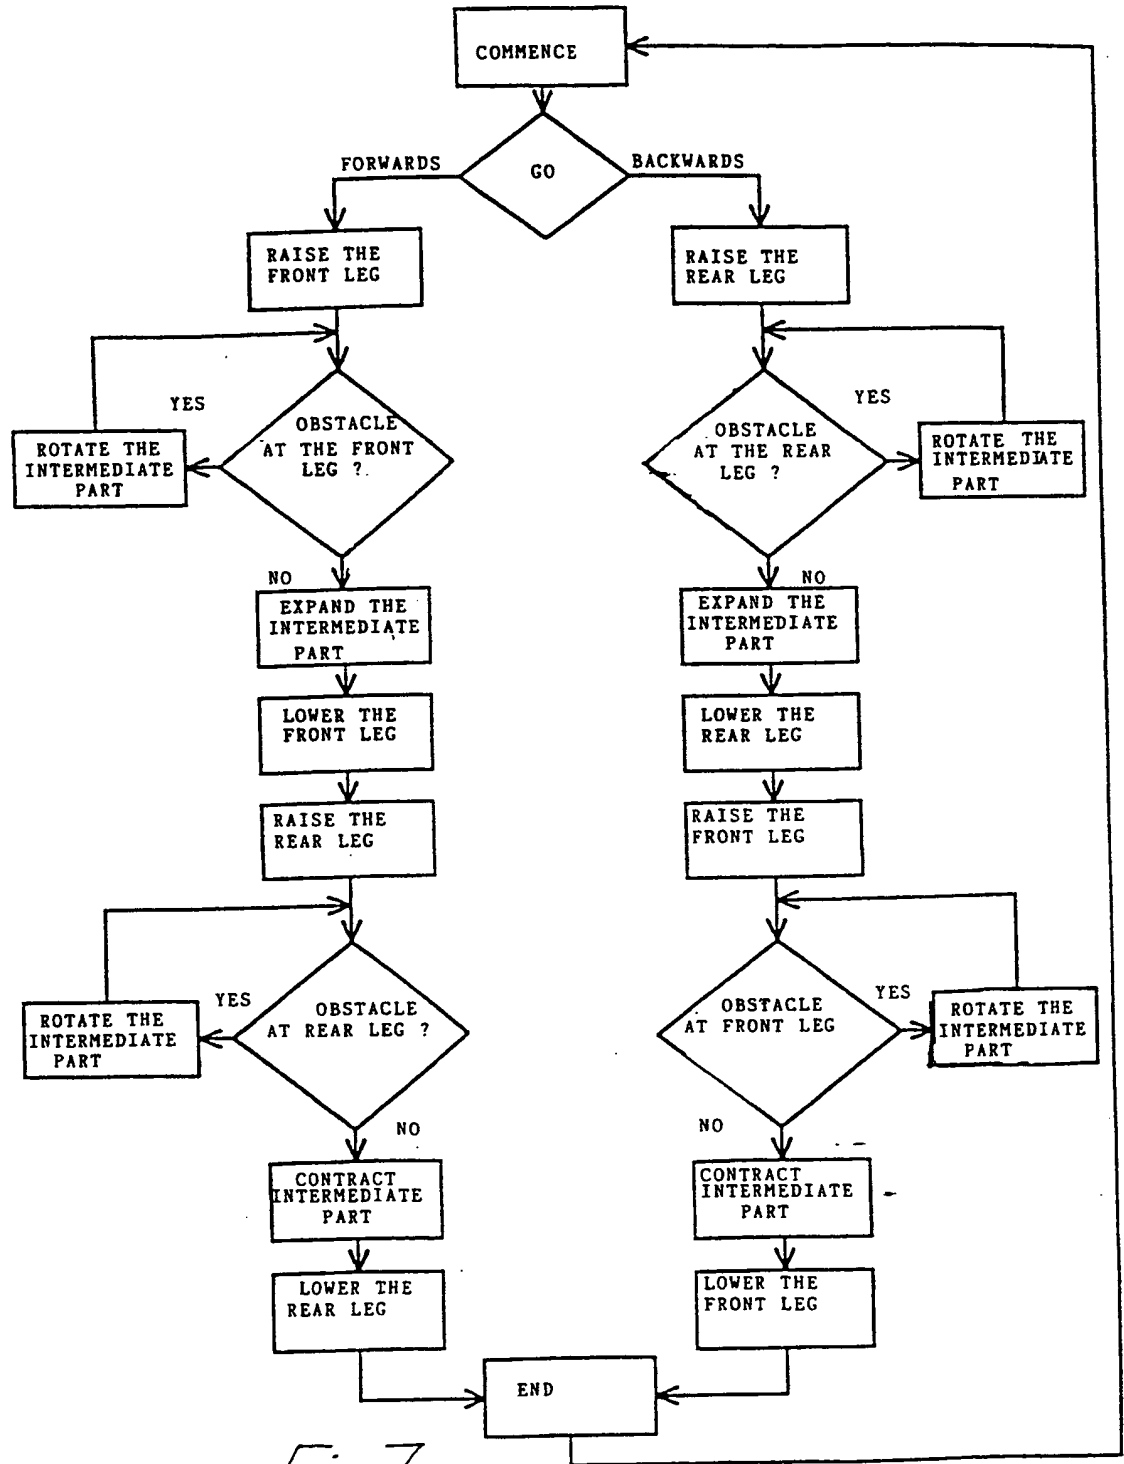 COMMENCE
GO
FORWARDS
BACKWARDS
RAISE THE
FRONT LEG
RAISE THE
REAR LEG
YES
OBSTACLE
AT THE FRONT
LEG ?
ROTATE THE
INTERMEDIATE
PART
YES
OBSTACLE
AT THE REAR
LEG ?
ROTATE THE
INTERMEDIATE
PART
NO
EXPAND THE
INTERMEDIATE
PART
NO
EXPAND THE
INTERMEDIATE
PART
LOWER THE
FRONT LEG
LOWER THE
REAR LEG
RAISE THE
REAR LEG
RAISE THE
FRONT LEG
YES
OBSTACLE
AT REAR LEG ?
ROTATE THE
INTERMEDIATE
PART
OBSTACLE
AT FRONT LEG
YES
ROTATE THE
INTERMEDIATE
PART
NO
CONTRACT
INTERMEDIATE
PART
NO
CONTRACT
INTERMEDIATE
PART
LOWER THE
REAR LEG
LOWER THE
FRONT LEG
END